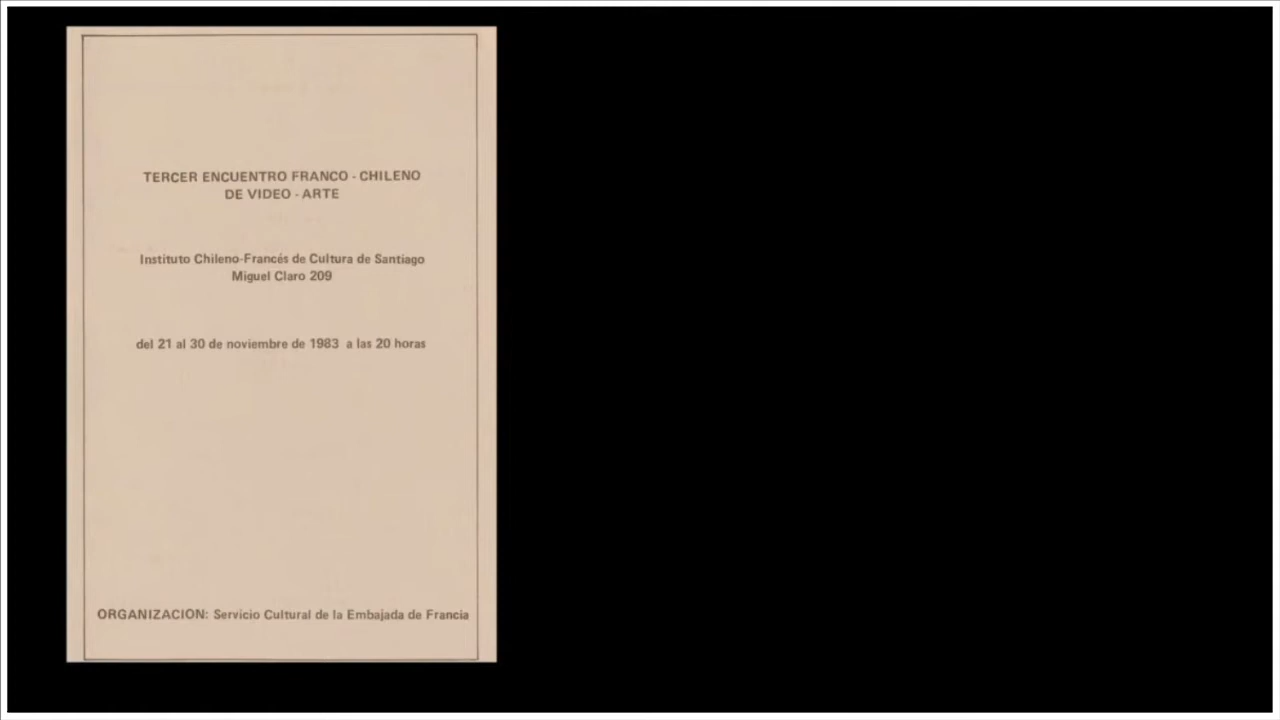 TERCER ENCUENTRO FRANCO - CHILENO
DE VIDEO - ARTE
Instituto Chileno-Francés de Cultura de Santiago
Miguel Claro 209
del 21 al 30 de noviembre de 1983 a las 20 horas
ORGANIZACION: Servicio Cultural de la Embajada de Francia